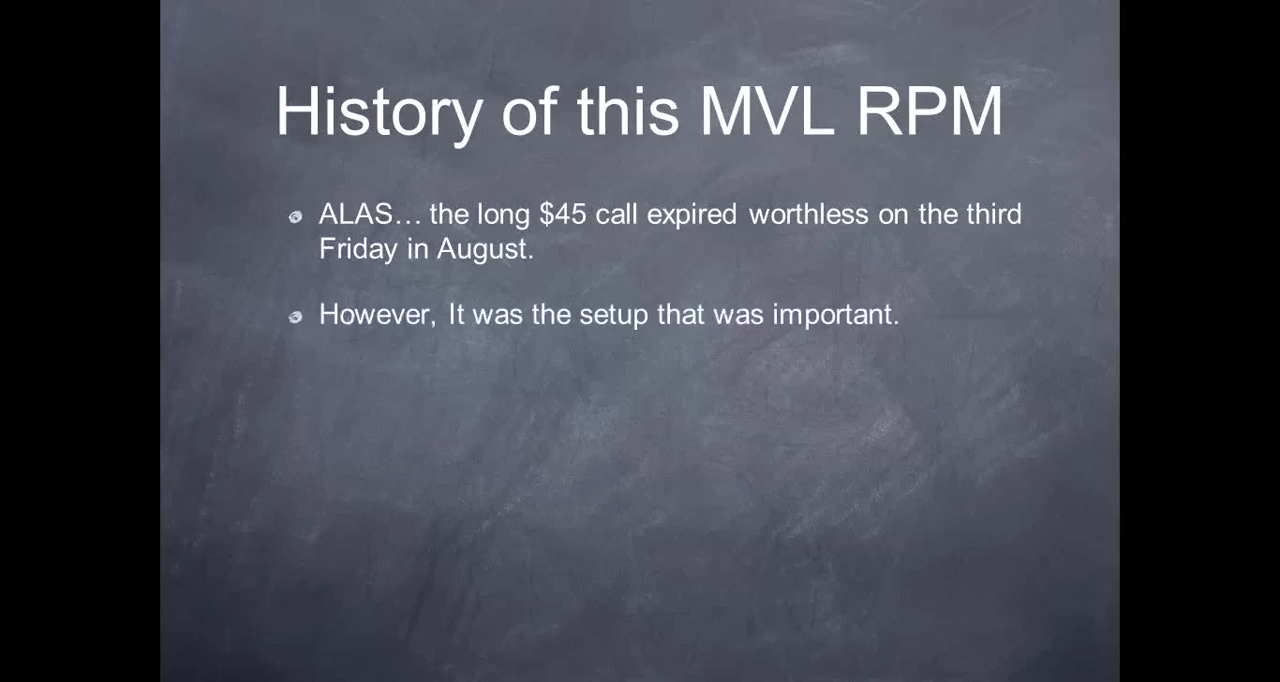 History of this MVL RPM
ALAS… the long $45 call expired worthless on the third
Friday in August.
However, It was the setup that was important.